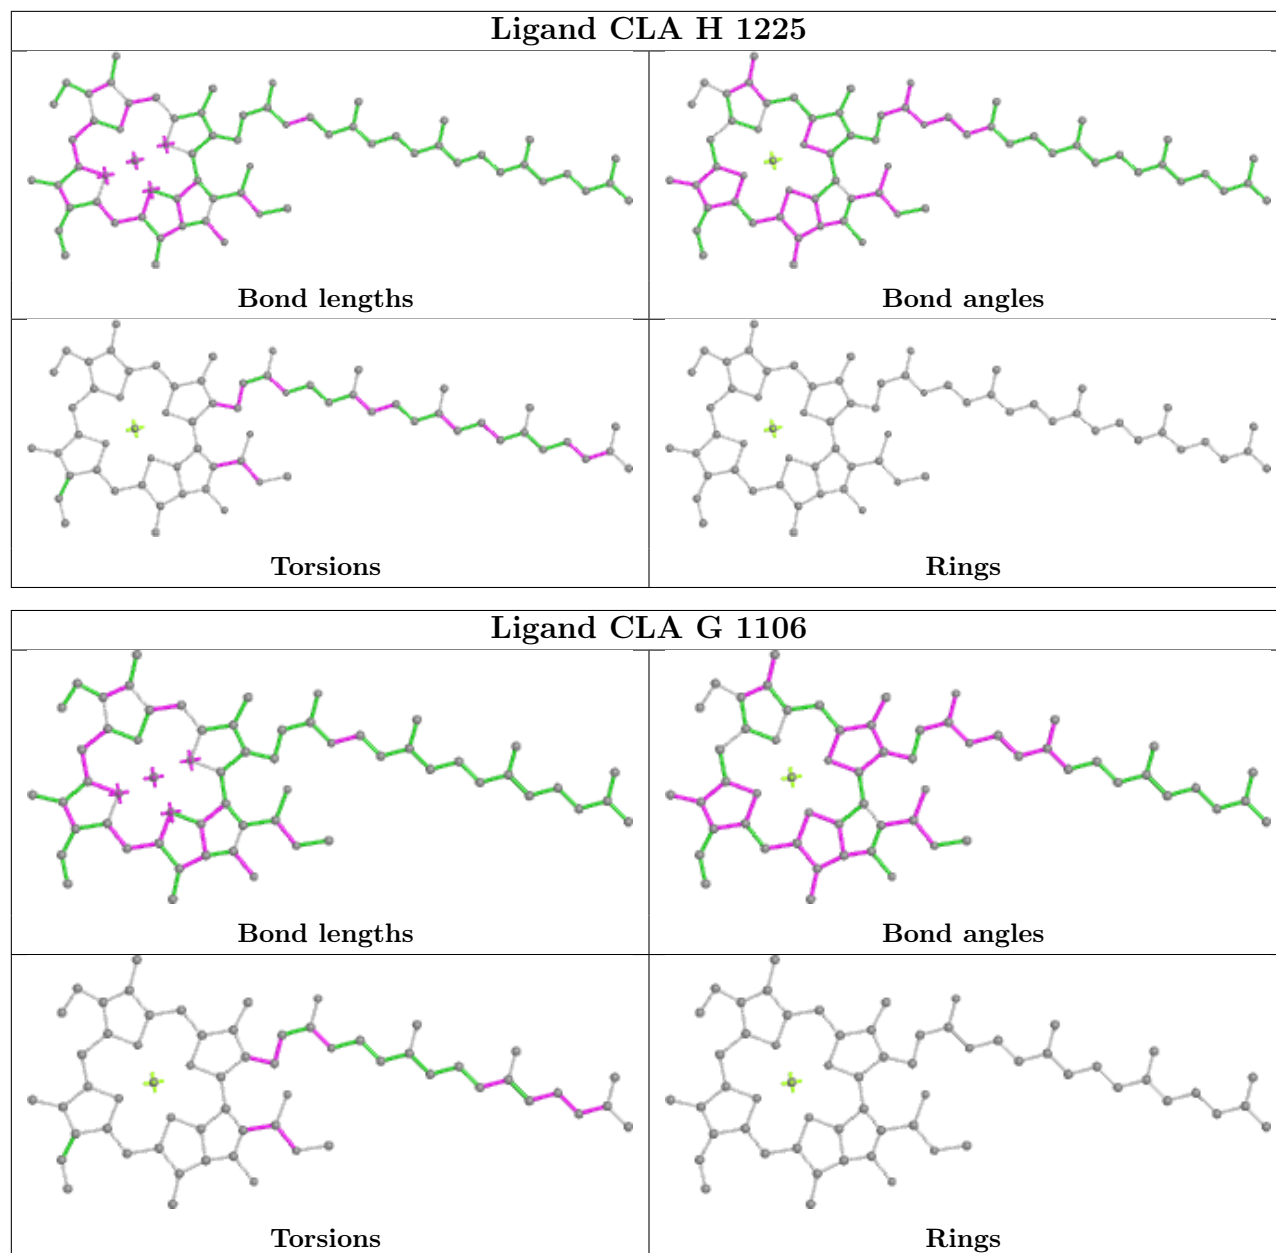 Ligand CLA H 1225
Bond lengths
Bond angles
Torsions
Rings
Ligand CLA G 1106
Bond lengths
Bond angles
Torsions
Rings